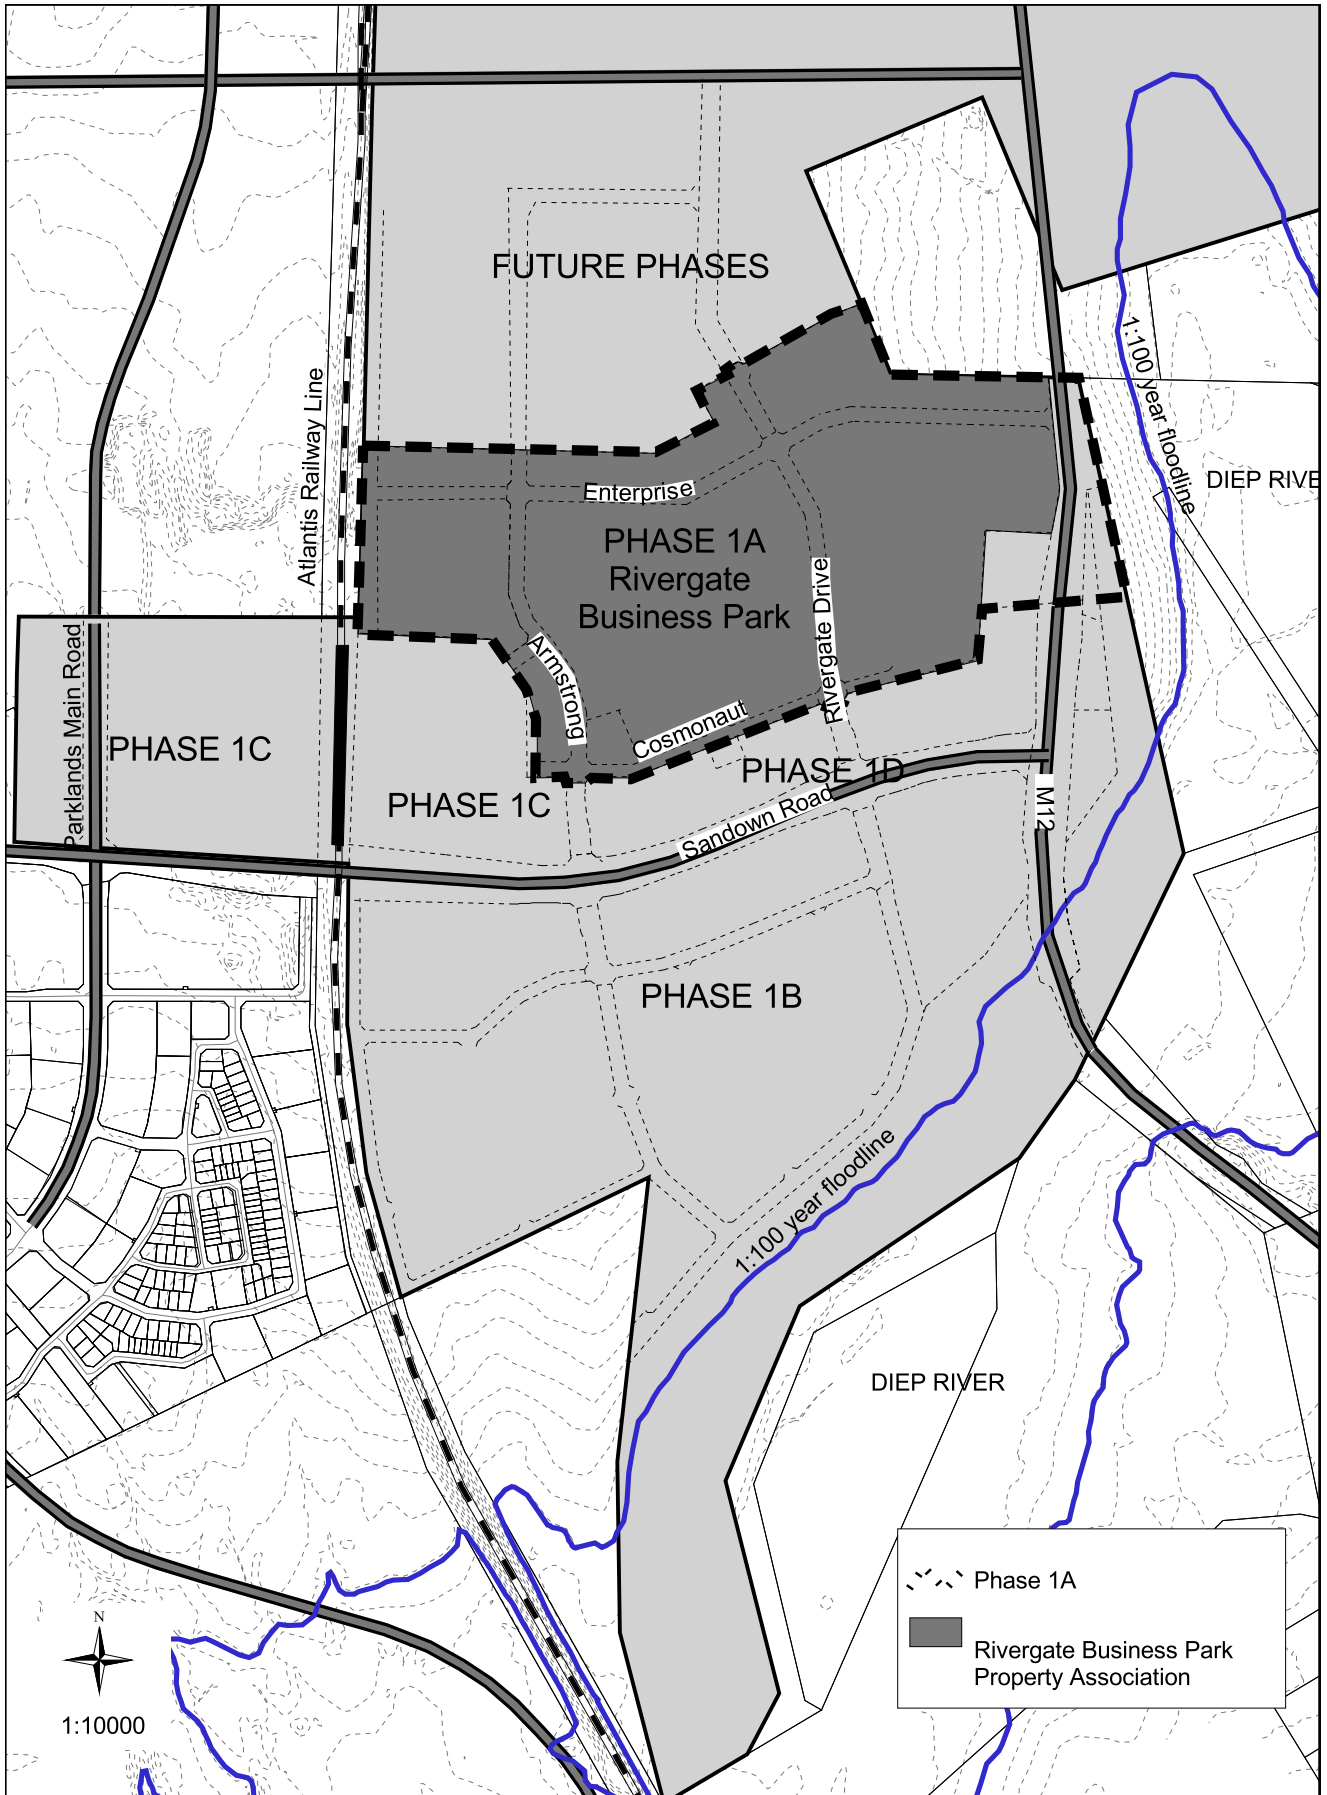 FUTURE PHASES
1:100 year floodline
Atlantis Railway Line
DIEP RIVE
Enterprise
PHASE 1A
Rivergate
Business Park
Rivergate Drive
Armstrong
Parklands Main Road
Cosmonaut
PHASE 1C
PHASE 1D
PHASE 1C
Sandown Road
M12
PHASE 1B
1:100 year floodline
DIEP RIVER
Phase 1A
Rivergate Business Park
Property Association
N
1:10000